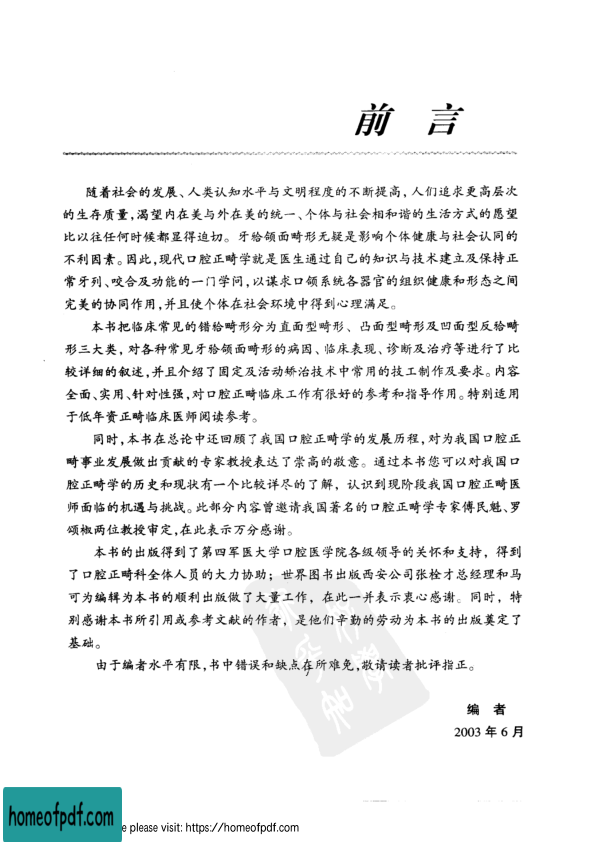 前言
随着社会的发展、人类认知水平与文明程度的不断提高，人们追求更高层次
的生存质量，渴望内在美与外在美的统一、个体与社会相和谐的生活方式的愿望
比以往任何时候都显得迫切。牙𬌗颌面畸形无疑是影响个体健康与社会认同的
不利因素。因此，现代口腔正畸学就是医生通过自己的知识与技术建立及保持正
常牙列、咬合及功能的一门学问，以谋求口颌系统各器官的组织健康和形态之间
完美的协同作用，并且使个体在社会环境中得到心理满足。
本书把临床常见的错𬌗畸形分为直面型畸形、凸面型畸形及凹面型反𬌗畸
形三大类，对各种常见牙𬌗颌面畸形的病因、临床表现、诊断及治疗等进行了比
较详细的叙述，并且介绍了固定及活动矫治技术中常用的技工制作及要求。内容
全面、实用、针对性强，对口腔正畸临床工作有很好的参考和指导作用。特别适用
于低年资正畸临床医师阅读参考。
同时，本书在总论中还回顾了我国口腔正畸学的发展历程，对为我国口腔正
畸事业发展做出贡献的专家教授表达了崇高的敬意。通过本书您可以对我国口
腔正畸学的历史和现状有一个比较详尽的了解，认识到现阶段我国口腔正畸医
师面临的机遇与挑战。此部分内容曾邀请我国著名的口腔正畸学专家傅民魁、罗
颂椒两位教授审定，在此表示万分感谢。
本书的出版得到了第四军医大学口腔医学院各级领导的关怀和支持，得到
了口腔正畸科全体人员的大力协助；世界图书出版西安公司张栓才总经理和马
可为编辑为本书的顺利出版做了大量工作，在此一并表示衷心感谢。同时，特
别感谢本书所引用或参考文献的作者，是他们辛勤的劳动为本书的出版奠定了
基础。
由于编者水平有限，书中错误和缺点在所难免，敬请读者批评指正。
编者
2003年6月
homeofpdf.com
e please visit: https://homeofpdf.com